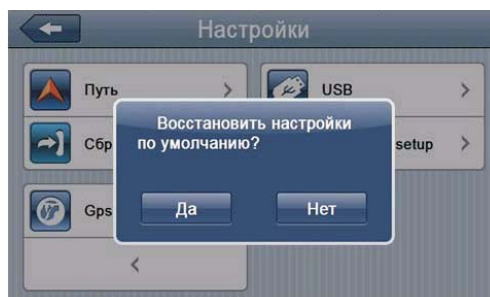 Настройки
Путь
USB
Восстановить настройки
по умолчанию?
Сбр
setup
Gps
Да
Нет